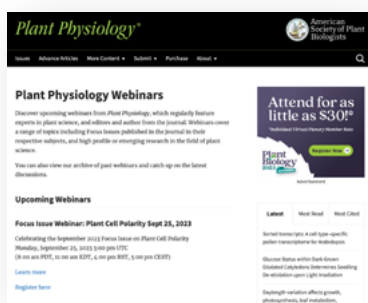 Plant Physiology®
American
Society of Plant
Biologists
Issues Advance Articles More Content Submit Purchase About
Plant Physiology Webinars
Discover upcoming webinars from Plant Physiology, which regularly feature
experts in plant science, and editors and author from the journal. Webinars cover
a range of topics including Focus Issues published in the journal in their
respective subjects, and high profile or emerging research in the field of plant
science.
You can also view our archive of past webinars and catch up on the latest
discussions.
Upcoming Webinars
Focus Issue Webinar: Plant Cell Polarity Sept 25, 2023
Celebrating the September 2023 Focus Issue on Plant Cell Polarity
Monday, September 25, 2023 3:00 pm UTC
(8:00 am PDT, 11:00 am EDT, 4:00 pm BST, 5:00 pm CEST)
Learn more
Register here
Attend for as
little as $30!*
*Individual Virtual Plenary Member Rate
Register Now
Plant
Biology
Advertisement
Latest Most Read Most Cited
Sorted transcripts: A cell type–specific
pollen transcriptome for Arabidopsis
Glucose Status within Dark-Grown
Etiolated Cotyledons Determines Seedling
De-etiolation upon Light Irradiation
Daylength variation affects growth,
photosynthesis, leaf metabolism,